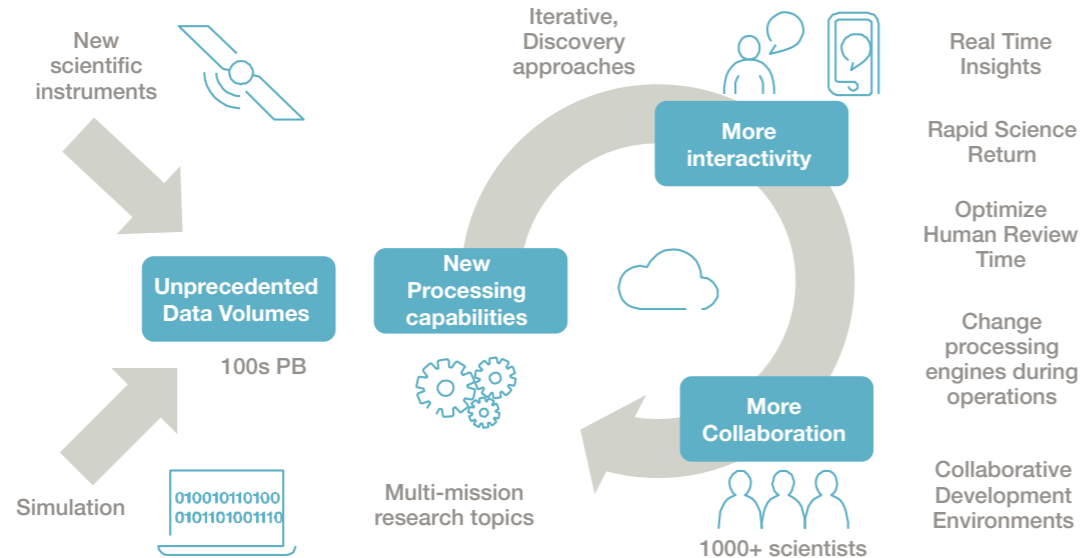 New
scientific
instruments
Unprecedented
Data Volumes
100s PB
Simulation
010010110100
0101101001110
Iterative,
Discovery
approaches
New
Processing
capabilities
Multi-mission
research topics
More
interactivity
More
Collaboration
1000+ scientists
Real Time
Insights
Rapid Science
Return
Optimize
Human Review
Time
Change
processing
engines during
operations
Collaborative
Development
Environments